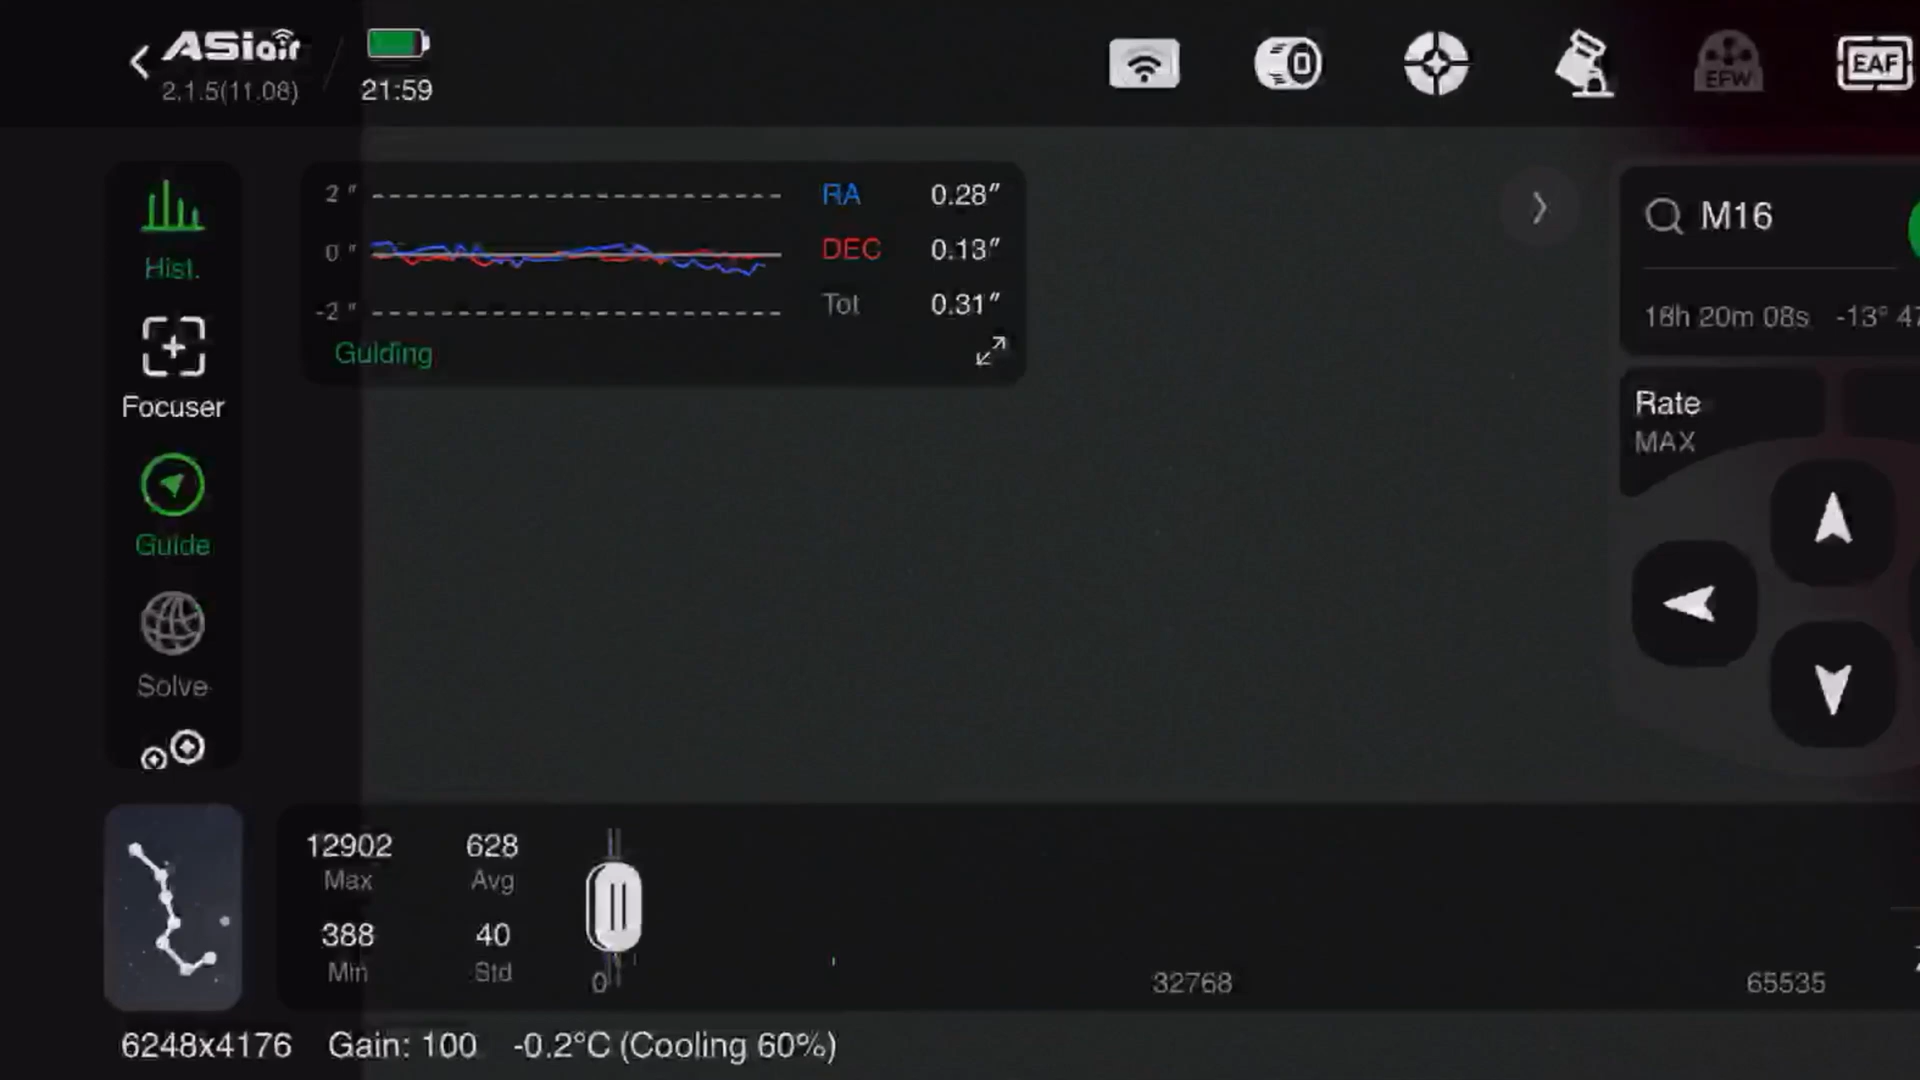 ASiair
2.1.5(11.08)
21:59
EFW
EAF
Hist.
Focuser
Guide
Solve
2 "
0 "
-2 "
RA 0.28"
DEC 0.13"
Tot 0.31"
Guiding
M16
18h 20m 08s -13° 47
Rate
MAX
12902 628
Max Avg
388 40
Min Std
0 32768 65535
6248x4176 Gain: 100 -0.2°C (Cooling 60%)